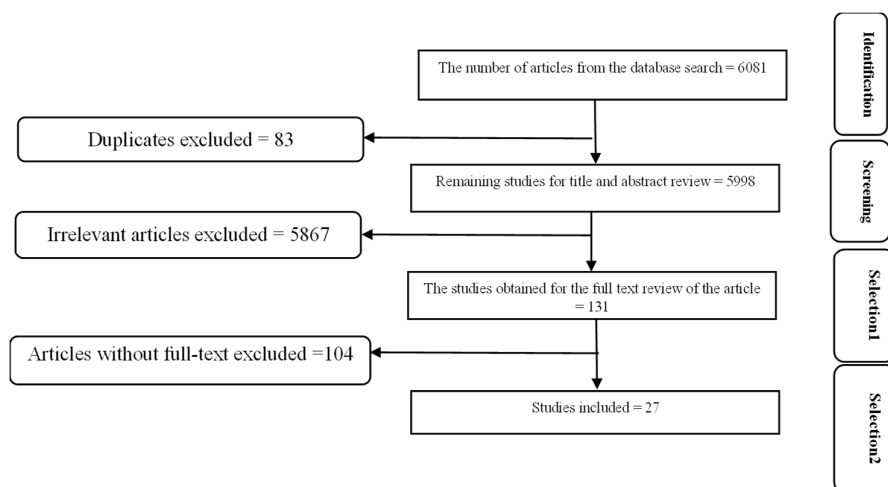 The number of articles from the database search = 6081
Identification
Duplicates excluded = 83
Remaining studies for title and abstract review = 5998
Screening
Irrelevant articles excluded = 5867
The studies obtained for the full text review of the article
= 131
Selection1
Articles without full-text excluded =104
Studies included = 27
Selection2